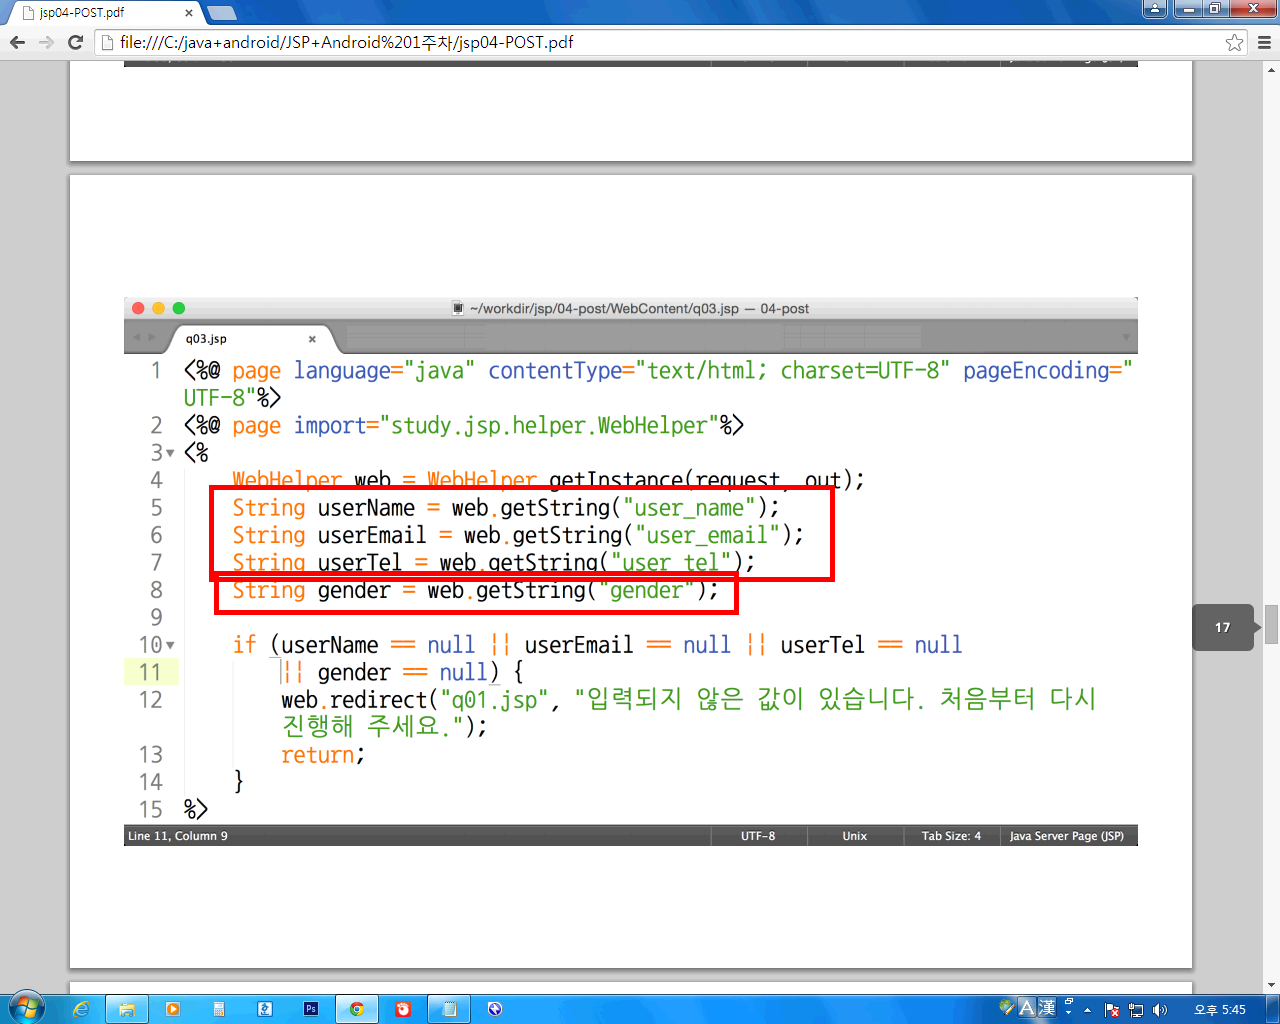 jsp04-POST.pdf
file:///C:/java+android/JSP+Android%201주차/jsp04-POST.pdf
~/workdir/jsp/04-post/WebContent/q03.jsp — 04-post
q03.jsp
1 <%@ page language="java" contentType="text/html; charset=UTF-8" pageEncoding="
UTF-8"%>
2 <%@ page import="study.jsp.helper.WebHelper"%>
3 <%
4 WebHelper web = WebHelper.getInstance(request, out);
5 String userName = web.getString("user_name");
6 String userEmail = web.getString("user_email");
7 String userTel = web.getString("user_tel");
8 String gender = web.getString("gender");
9
10 if (userName == null || userEmail == null || userTel == null
11 || gender == null) {
12 web.redirect("q01.jsp", "입력되지 않은 값이 있습니다. 처음부터 다시
진행해 주세요.");
13 return;
14 }
15 %>
17
Line 11, Column 9 UTF-8 Unix Tab Size: 4 Java Server Page (JSP)
Ps A 漢 오후 5:45